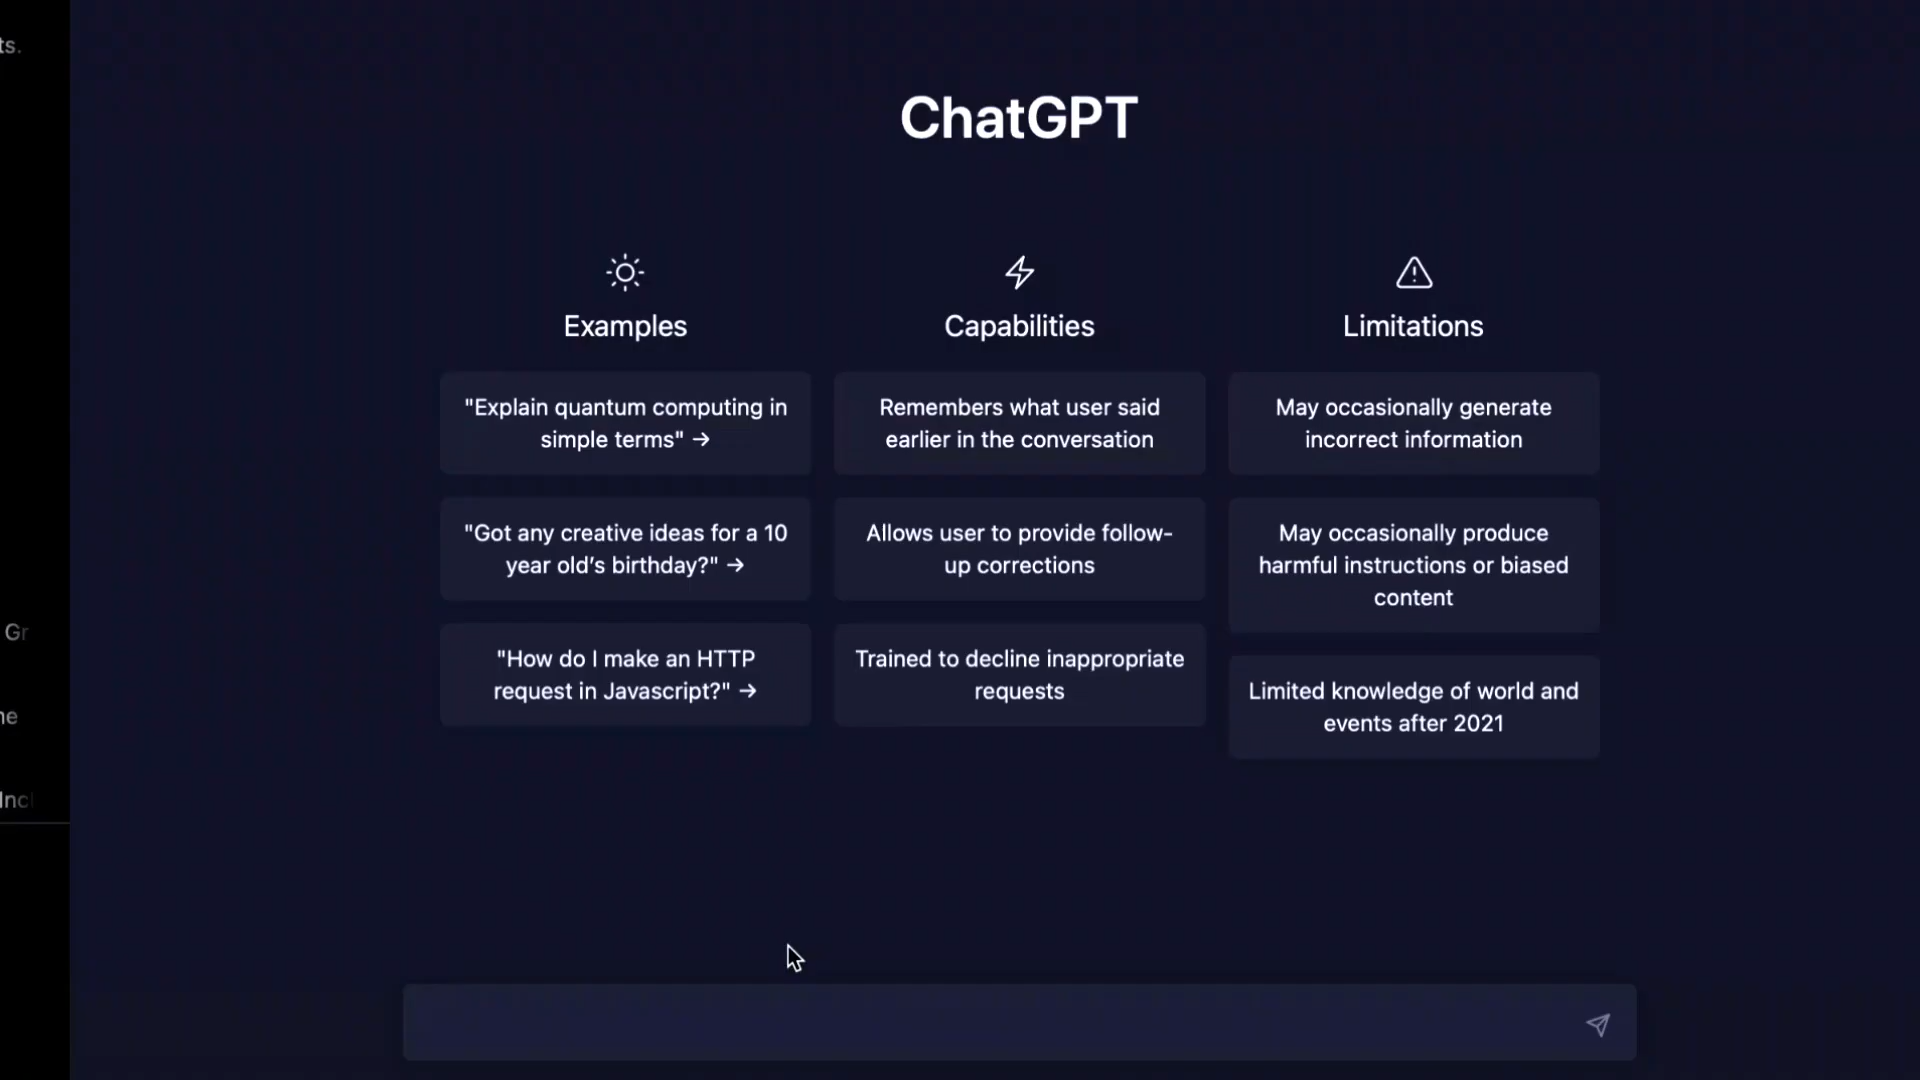 ts.
ChatGPT
Examples
"Explain quantum computing in
simple terms" →
"Got any creative ideas for a 10
year old's birthday?" →
"How do I make an HTTP
request in Javascript?" →
Capabilities
Remembers what user said
earlier in the conversation
Allows user to provide follow-
up corrections
Trained to decline inappropriate
requests
Limitations
May occasionally generate
incorrect information
May occasionally produce
harmful instructions or biased
content
Limited knowledge of world and
events after 2021
Gr
Inc